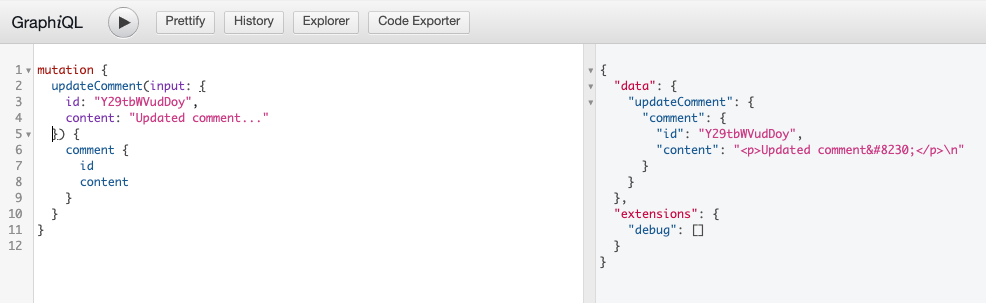 GraphiQL Prettify History Explorer Code Exporter
1 mutation {
2 updateComment(input: {
3 id: "Y29tbWVudDoy",
4 content: "Updated comment..."
5 }) {
6 comment {
7 id
8 content
9 }
10 }
11 }
12
{
"data": {
"updateComment": {
"comment": {
"id": "Y29tbWVudDoy",
"content": "<p>Updated comment&#8230;</p>\n"
}
}
},
"extensions": {
"debug": []
}
}